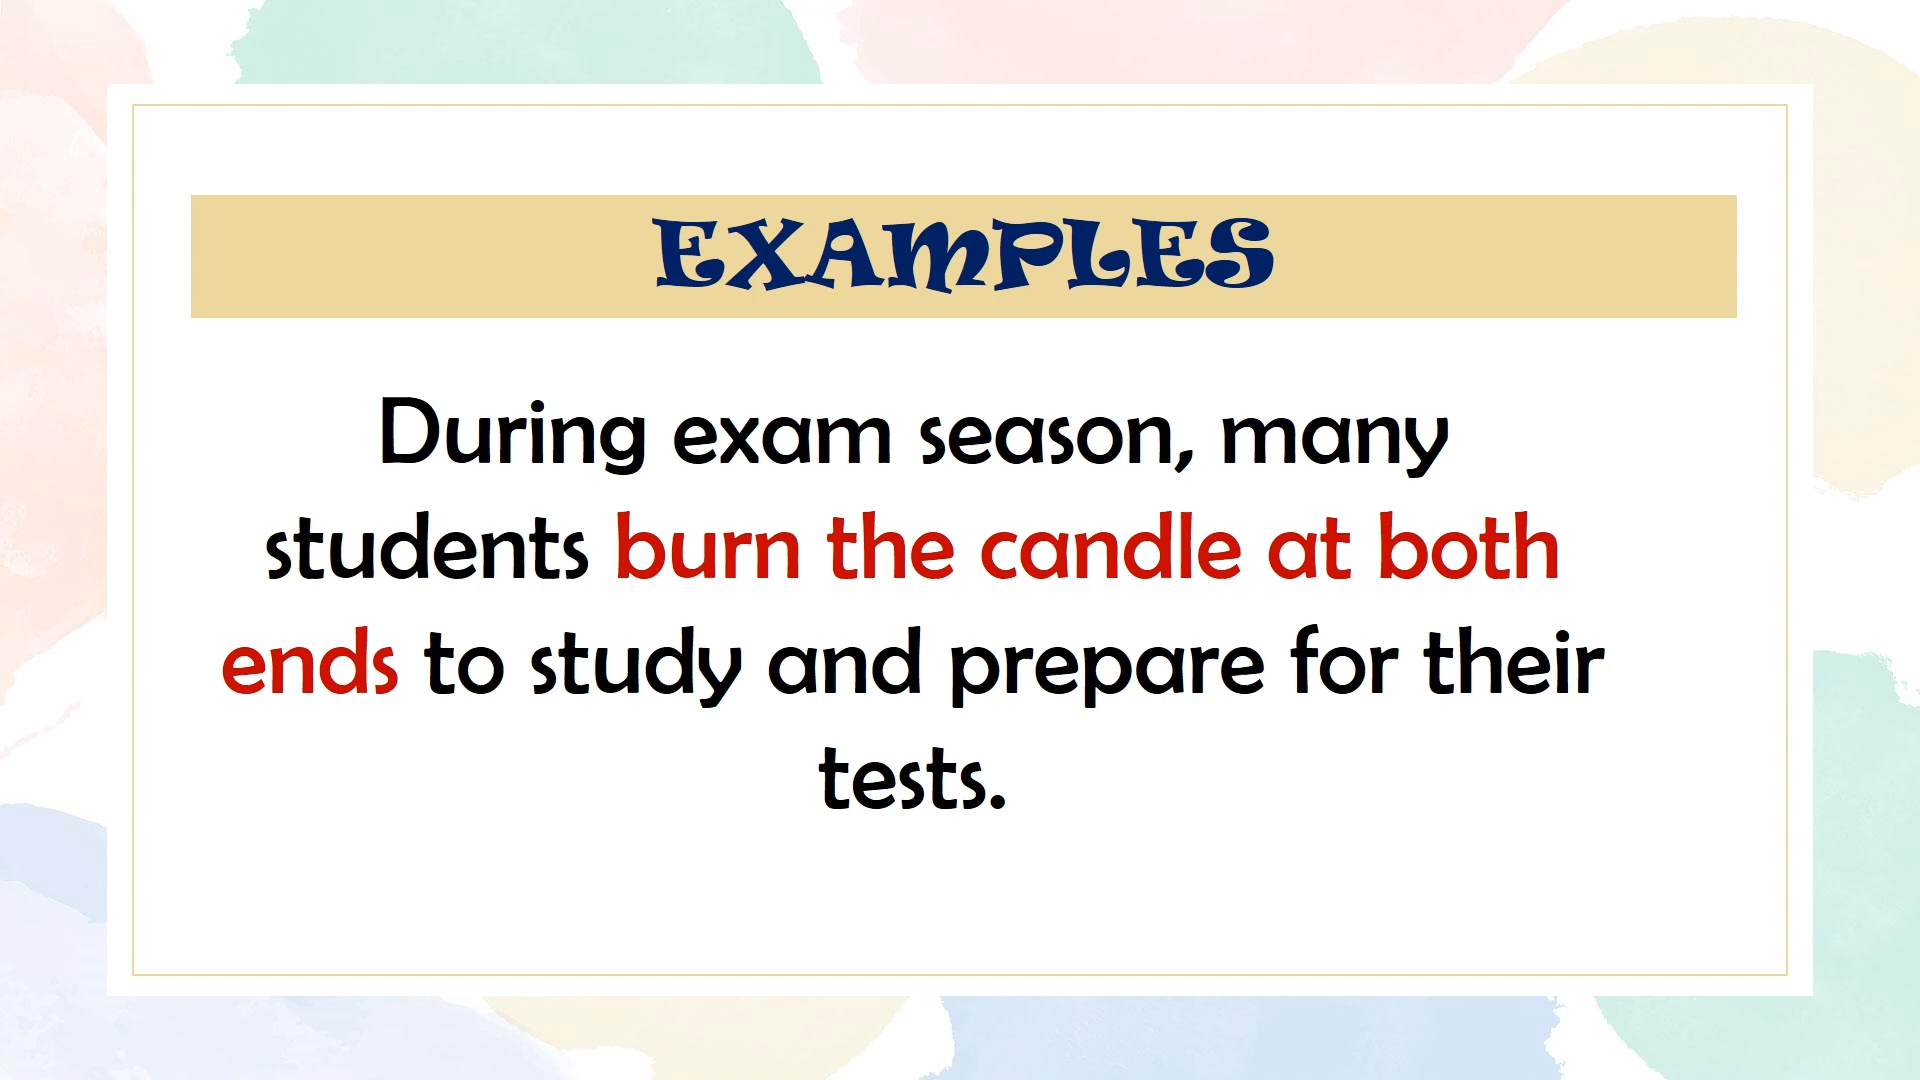 EXAMPLES
During exam season, many
students burn the candle at both
ends to study and prepare for their
tests.